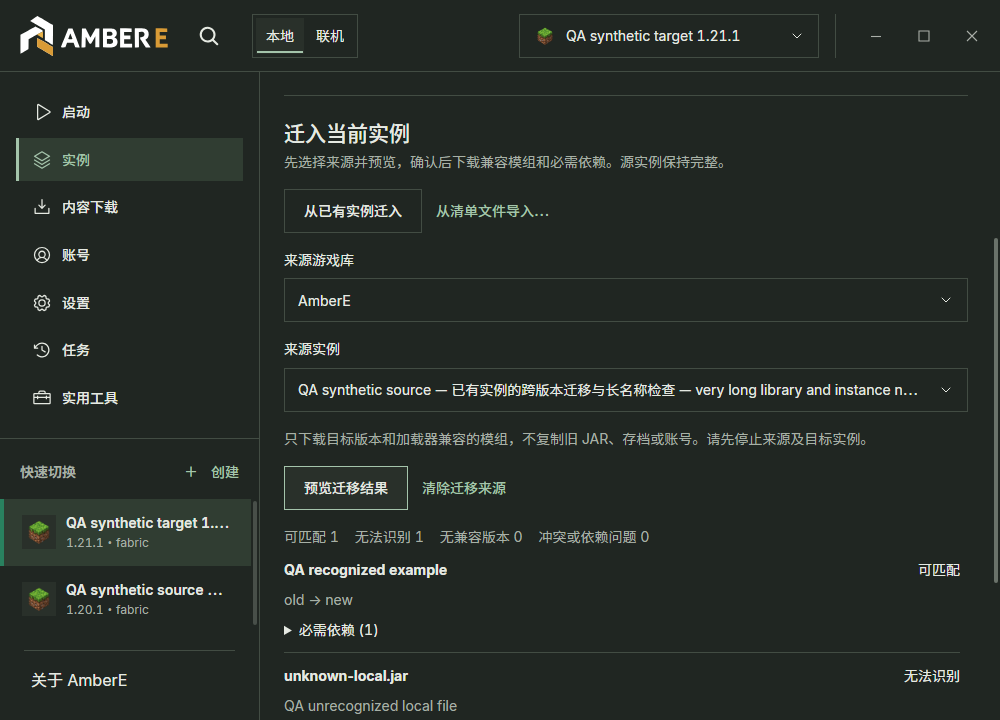 AMBER E
本地
联机
QA synthetic target 1.21.1
启动
实例
内容下载
账号
设置
任务
实用工具
快速切换
+ 创建
QA synthetic target 1....
1.21.1 • fabric
QA synthetic source ...
1.20.1 • fabric
关于 AmberE
迁入当前实例
先选择来源并预览，确认后下载兼容模组和必需依赖。源实例保持完整。
从已有实例迁入
从清单文件导入...
来源游戏库
AmberE
来源实例
QA synthetic source — 已有实例的跨版本迁移与长名称检查 — very long library and instance n...
只下载目标版本和加载器兼容的模组，不复制旧 JAR、存档或账号。请先停止来源及目标实例。
预览迁移结果
清除迁移来源
可匹配 1 无法识别 1 无兼容版本 0 冲突或依赖问题 0
QA recognized example
可匹配
old → new
▶ 必需依赖 (1)
unknown-local.jar
无法识别
QA unrecognized local file